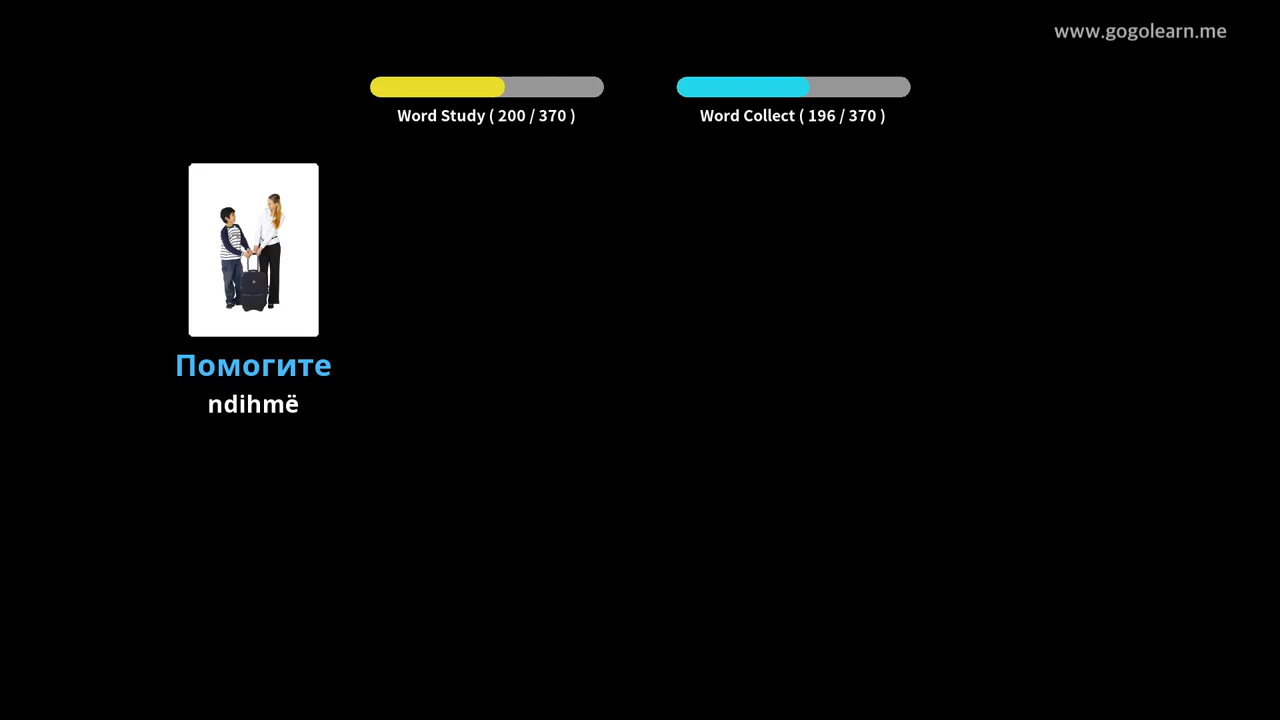 www.gogolearn.me
Word Study ( 200 / 370 )
Word Collect ( 196 / 370 )
Помогите
ndihmë